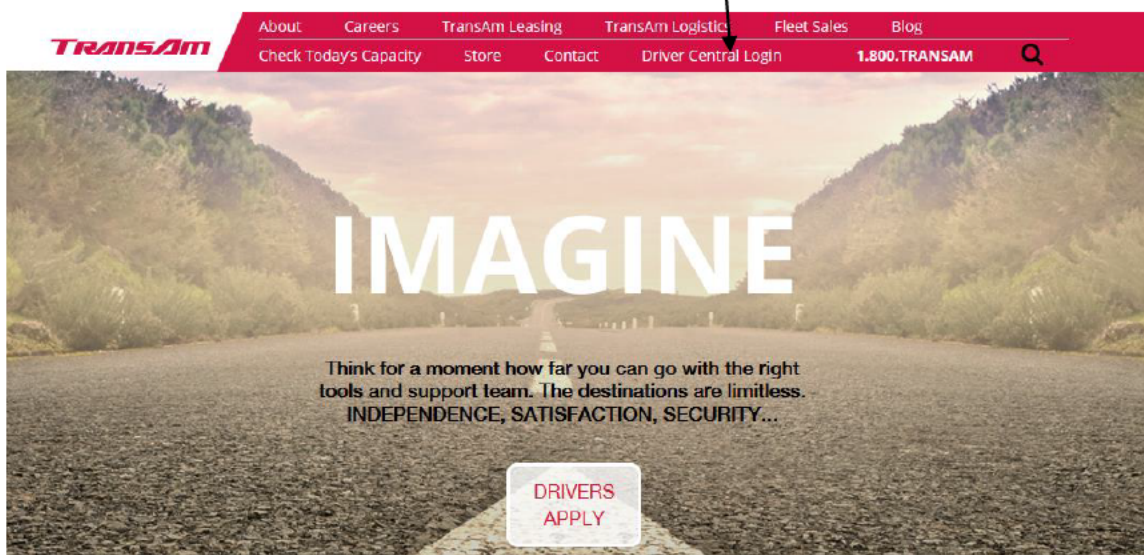 TRANSAM
About Careers TransAm Leasing TransAm Logistics Fleet Sales Blog
Check Today's Capacity Store Contact Driver Central Login 1.800.TRANSAM
IMAGINE
Think for a moment how far you can go with the right
tools and support team. The destinations are limitless.
INDEPENDENCE, SATISFACTION, SECURITY...
DRIVERS
APPLY